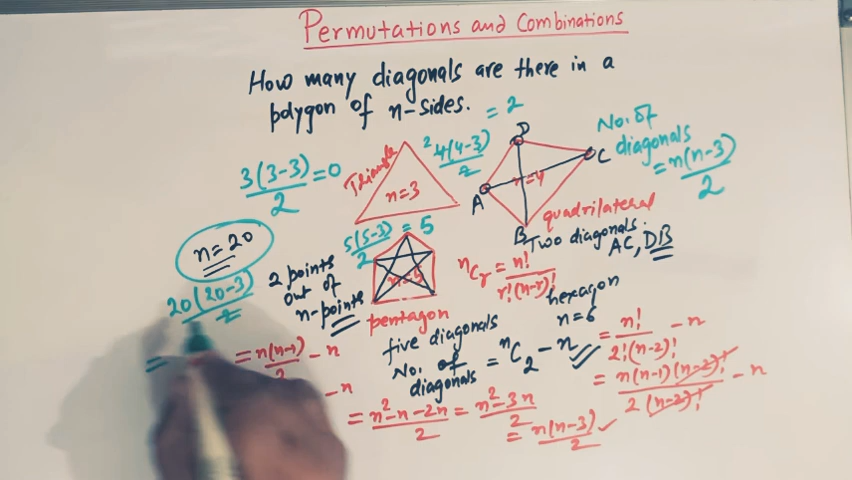 Permutations and Combinations
How many diagonals are there in a
polygon of n-sides.
= 2
3(3-3)/2 = 0
Triangle
n=3
4(4-3)/2
D
A
C
B
n=4
quadrilateral
Two diagonals.
AC, DB
No. of
diagonals
= n(n-3)/2
n = 20
20(20-3)/2
=
2 points
out of
n-points
5(5-3)/2 = 5
n=5
pentagon
five diagonals
nCr = n!/r!(n-r)!
hexagon
n=6
No. of
diagonals
= nC2 - n
= n!/2!(n-2)! - n
= n(n-1)(n-2)!/2(n-2)! - n
= n(n-1)/2 - n
- n
= n²-n-2n/2 = n²-3n/2
= n(n-3)/2